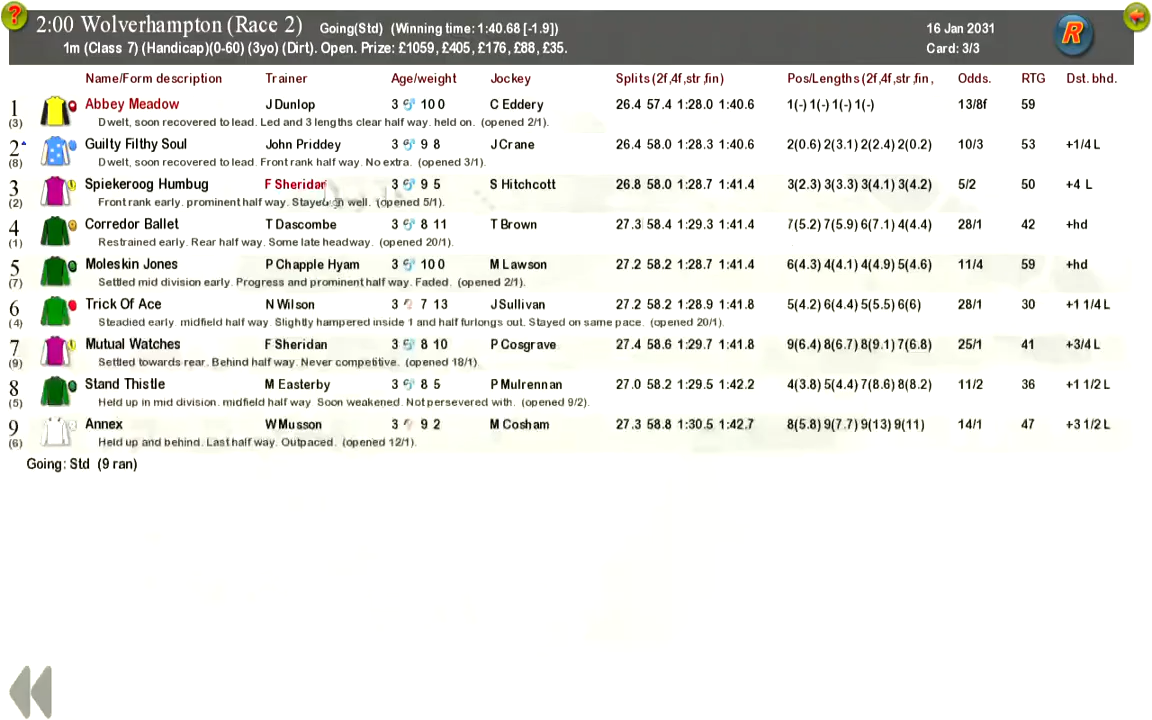 ?
2:00 Wolverhampton (Race 2) Going(Std) (Winning time: 1:40.68 [-1.9]) 16 Jan 2031
1m (Class 7) (Handicap)(0-60) (3yo) (Dirt). Open. Prize: £1059, £405, £176, £88, £35. Card: 3/3
R
Name/Form description Trainer Age/weight Jockey Splits (2f,4f,str,fin) Pos/Lengths (2f,4f,str,fin, Odds. RTG Dst. bhd.
1 Abbey Meadow J Dunlop 3 10 0 C Eddery 26.4 57.4 1:28.0 1:40.6 1(-) 1(-) 1(-) 1(-) 13/8f 59
(3) Dwelt, soon recovered to lead. Led and 3 lengths clear half way. held on. (opened 2/1).
2 Guilty Filthy Soul John Priddey 3 9 8 J Crane 26.4 58.0 1:28.3 1:40.6 2(0.6) 2(3.1) 2(2.4) 2(0.2) 10/3 53 +1/4 L
(8) Dwelt, soon recovered to lead. Front rank half way. No extra. (opened 3/1).
3 Spiekeroog Humbug F Sheridan 3 9 5 S Hitchcott 26.8 58.0 1:28.7 1:41.4 3(2.3) 3(3.3) 3(4.1) 3(4.2) 5/2 50 +4 L
(2) Front rank early. prominent half way. Stayed on well. (opened 5/1).
4 Corredor Ballet T Dascombe 3 8 11 T Brown 27.3 58.4 1:29.3 1:41.4 7(5.2) 7(5.9) 6(7.1) 4(4.4) 28/1 42 +hd
(1) Restrained early. Rear half way. Some late headway. (opened 20/1).
5 Moleskin Jones P Chapple Hyam 3 10 0 M Lawson 27.2 58.2 1:28.7 1:41.4 6(4.3) 4(4.1) 4(4.9) 5(4.6) 11/4 59 +hd
(7) Settled mid division early. Progress and prominent half way. Faded. (opened 2/1).
6 Trick Of Ace N Wilson 3 7 13 J Sullivan 27.2 58.2 1:28.9 1:41.8 5(4.2) 6(4.4) 5(5.5) 6(6) 28/1 30 +1 1/4 L
(4) Steadied early. midfield half way. Slightly hampered inside 1 and half furlongs out. Stayed on same pace. (opened 20/1).
7 Mutual Watches F Sheridan 3 8 10 P Cosgrave 27.4 58.6 1:29.7 1:41.8 9(6.4) 8(6.7) 8(9.1) 7(6.8) 25/1 41 +3/4 L
(9) Settled towards rear. Behind half way. Never competitive. (opened 18/1).
8 Stand Thistle M Easterby 3 8 5 P Mulrennan 27.0 58.2 1:29.5 1:42.2 4(3.8) 5(4.4) 7(8.6) 8(8.2) 11/2 36 +1 1/2 L
(5) Held up in mid division. midfield half way Soon weakened. Not persevered with. (opened 9/2).
9 Annex W Musson 3 9 2 M Cosham 27.3 58.8 1:30.5 1:42.7 8(5.8) 9(7.7) 9(13) 9(11) 14/1 47 +3 1/2 L
(6) Held up and behind. Last half way. Outpaced. (opened 12/1).
Going: Std (9 ran)